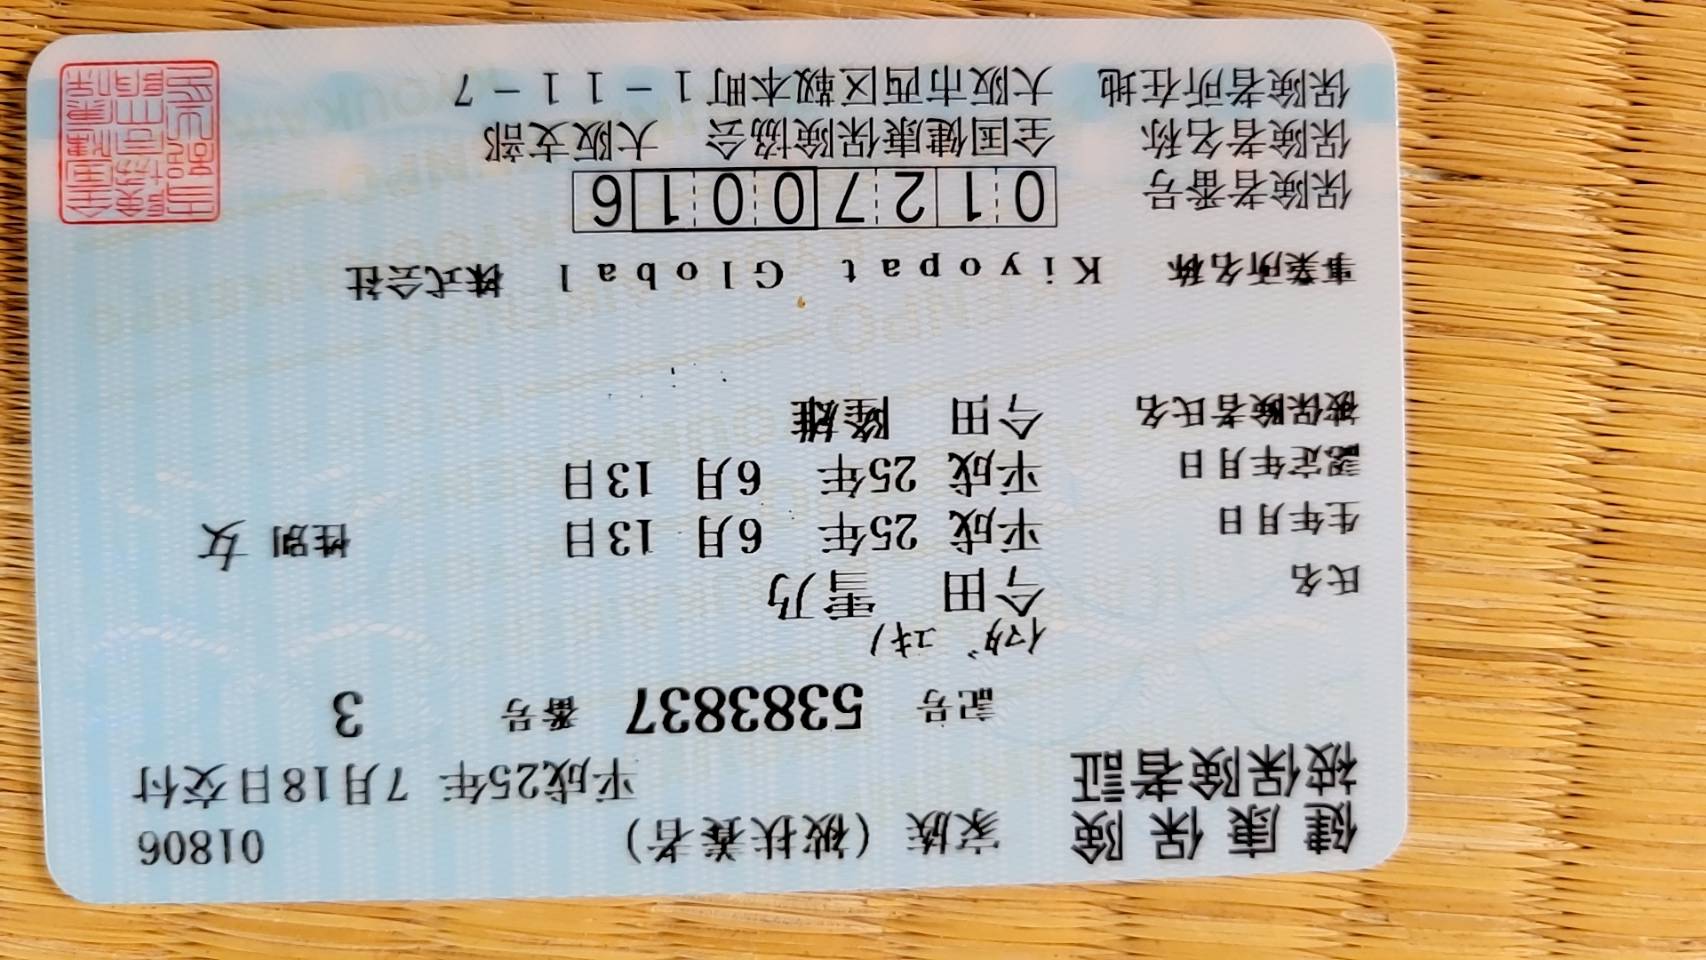 健康保険 家族（被扶養者） 01806
被保険者証 平成25年 7月18日交付
記号 5383837 番号 3
ｲﾏﾀﾞ ﾕｷﾉ
氏名 今田 雪乃
生年月日 平成 25年 6月 13日 性別 女
認定年月日 平成 25年 6月 13日
被保険者氏名 今田 隆雄
事業所名称 Kiyopat Global 株式会社
保険者番号 01270016
保険者名称 全国健康保険協会 大阪支部
保険者所在地 大阪市西区靱本町1-11-7